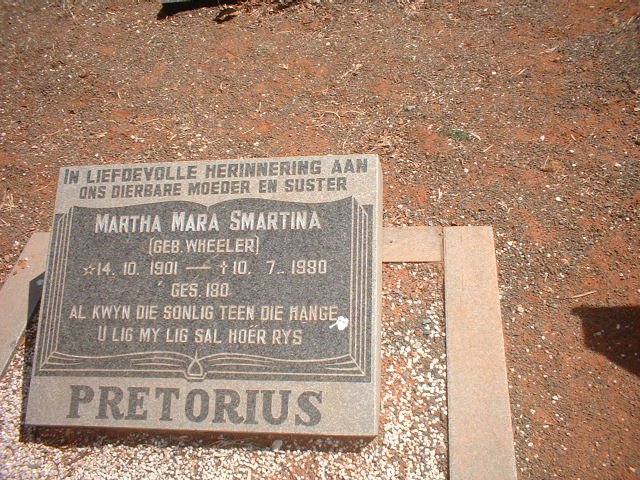 IN LIEFDEVOLLE HERINNERING AAN
ONS DIERBARE MOEDER EN SUSTER
MARTHA MARA SMARTINA
(GEB. WHEELER)
☆14. 10. 1901 — †10. 7. 1980
GES. 180
AL KWYN DIE SONLIG TEEN DIE HANGE
U LIG MY LIG SAL HOËR RYS
PRETORIUS